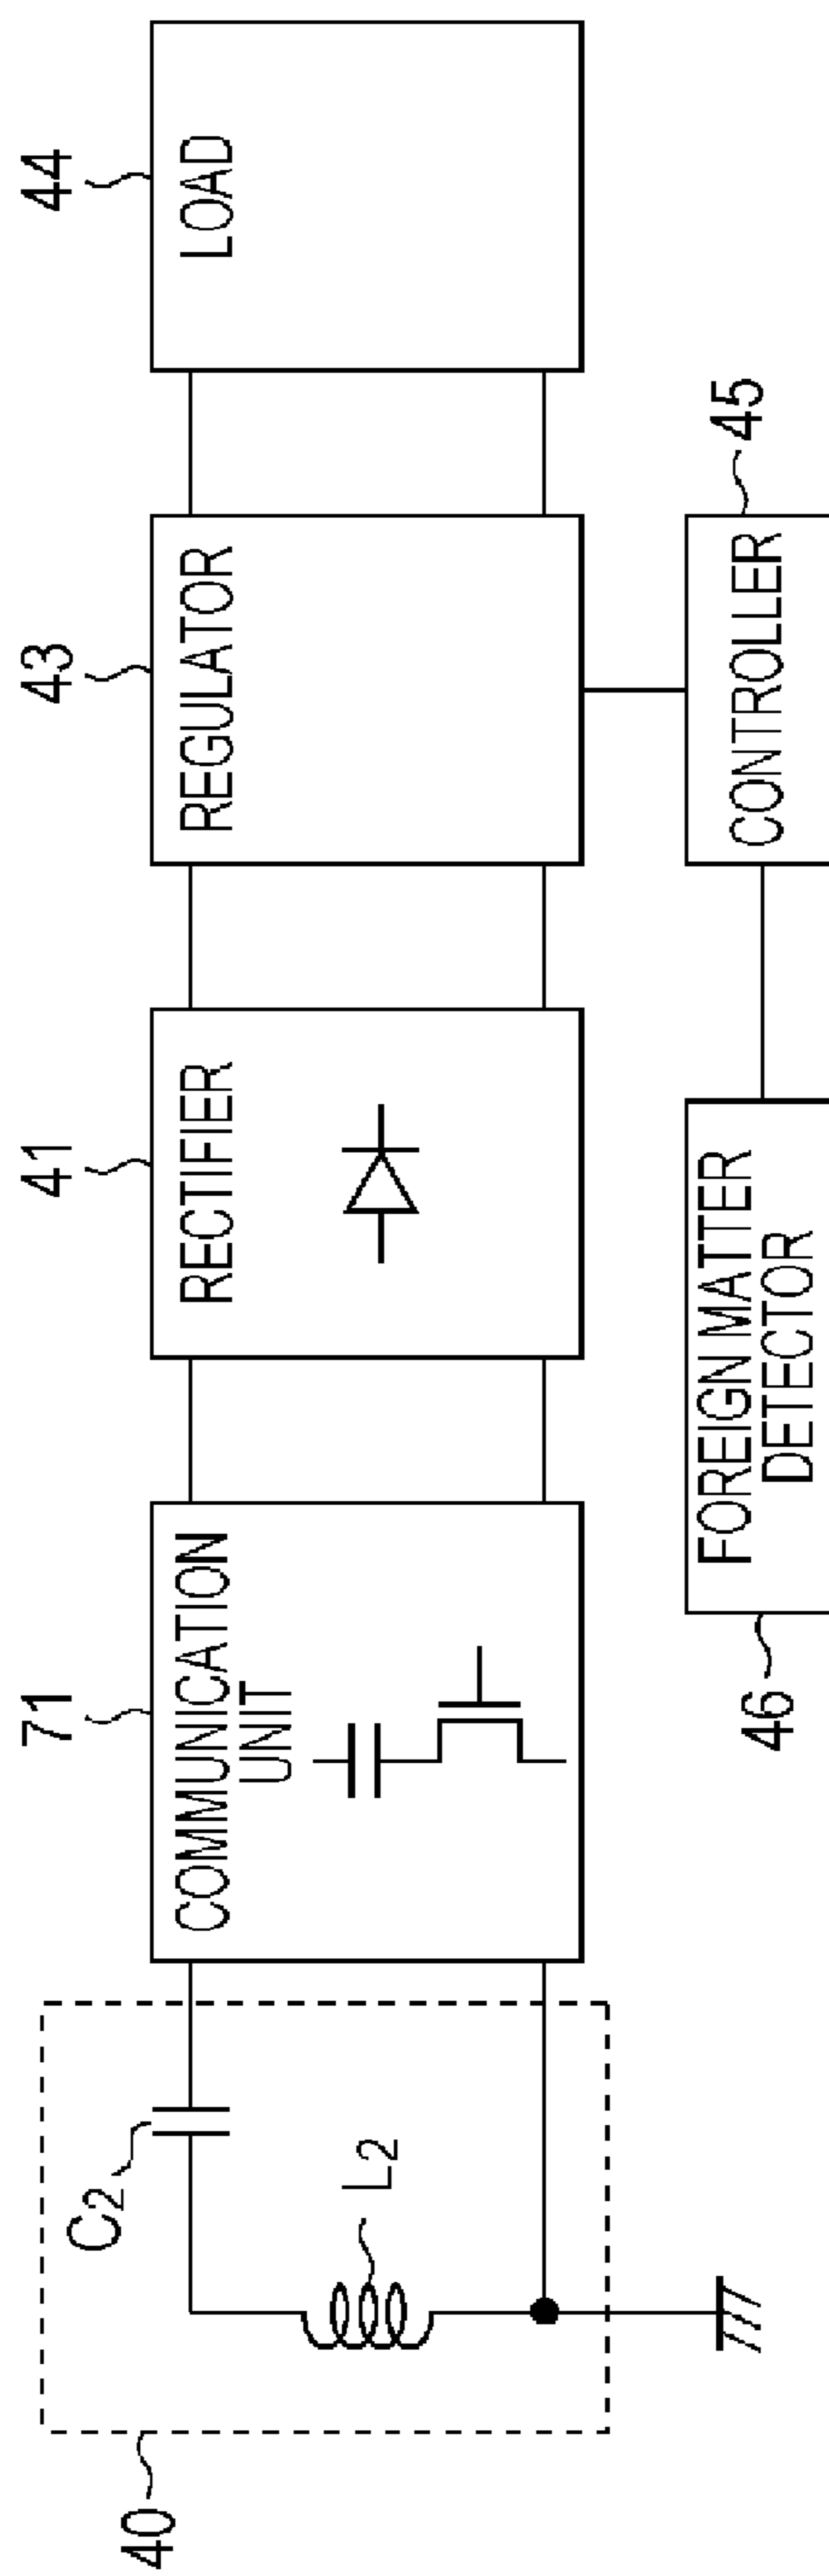 40
71
41
43
44
C2
L2
COMMUNICATION
UNIT
RECTIFIER
REGULATOR
LOAD
46
FOREIGN MATTER
DETECTOR
CONTROLLER
45